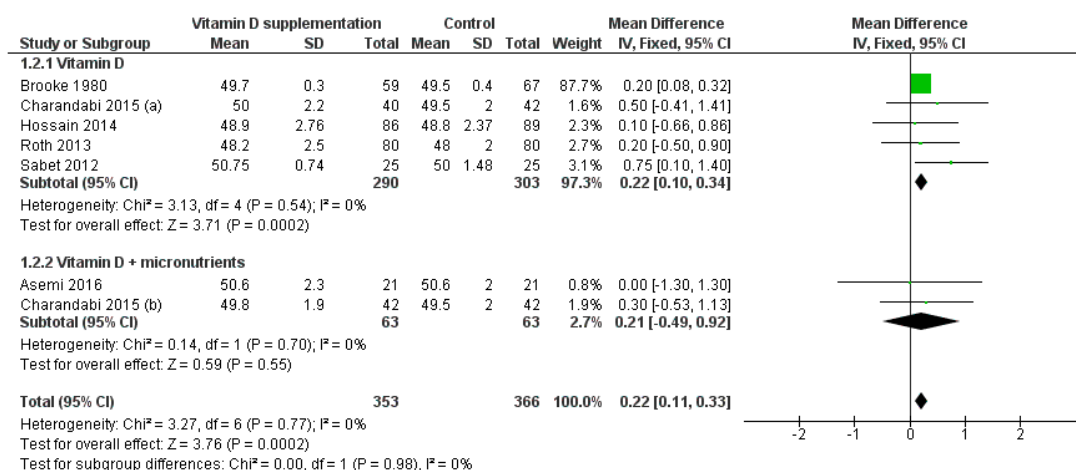 Vitamin D supplementation Control Mean Difference Mean Difference
Study or Subgroup Mean SD Total Mean SD Total Weight IV, Fixed, 95% CI IV, Fixed, 95% CI
1.2.1 Vitamin D
Brooke 1980 49.7 0.3 59 49.5 0.4 67 87.7% 0.20 [0.08, 0.32]
Charandabi 2015 (a) 50 2.2 40 49.5 2 42 1.6% 0.50 [-0.41, 1.41]
Hossain 2014 48.9 2.76 86 48.8 2.37 89 2.3% 0.10 [-0.66, 0.86]
Roth 2013 48.2 2.5 80 48 2 80 2.7% 0.20 [-0.50, 0.90]
Sabet 2012 50.75 0.74 25 50 1.48 25 3.1% 0.75 [0.10, 1.40]
Subtotal (95% CI) 290 303 97.3% 0.22 [0.10, 0.34]
Heterogeneity: Chi² = 3.13, df = 4 (P = 0.54); I² = 0%
Test for overall effect: Z = 3.71 (P = 0.0002)
1.2.2 Vitamin D + micronutrients
Asemi 2016 50.6 2.3 21 50.6 2 21 0.8% 0.00 [-1.30, 1.30]
Charandabi 2015 (b) 49.8 1.9 42 49.5 2 42 1.9% 0.30 [-0.53, 1.13]
Subtotal (95% CI) 63 63 2.7% 0.21 [-0.49, 0.92]
Heterogeneity: Chi² = 0.14, df = 1 (P = 0.70); I² = 0%
Test for overall effect: Z = 0.59 (P = 0.55)
Total (95% CI) 353 366 100.0% 0.22 [0.11, 0.33]
Heterogeneity: Chi² = 3.27, df = 6 (P = 0.77); I² = 0%
Test for overall effect: Z = 3.76 (P = 0.0002)
Test for subgroup differences: Chi² = 0.00, df = 1 (P = 0.98), I² = 0%
-2 -1 0 1 2